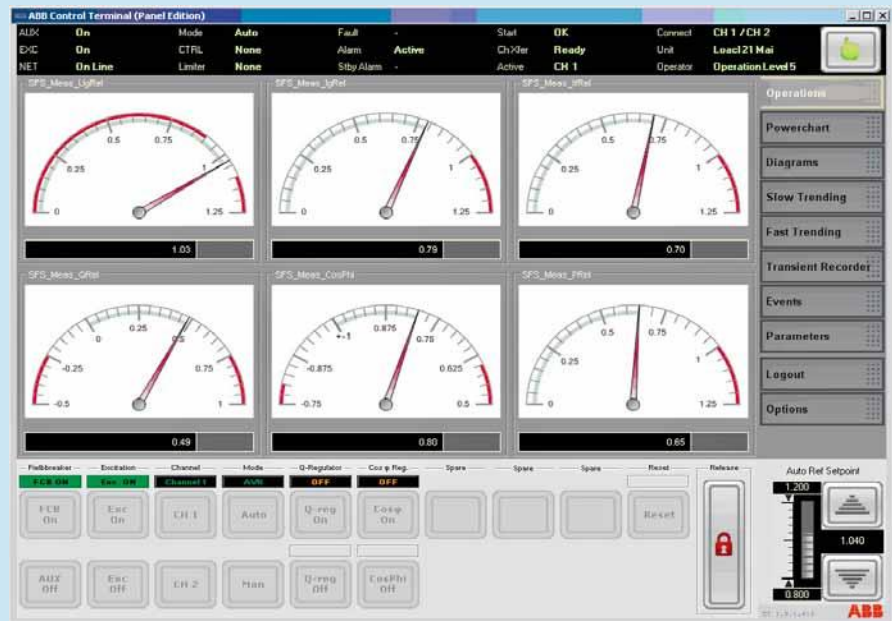 ABB Control Terminal (Panel Edition)
AUX On Mode Auto Fault - Start OK Connect CH 1 / CH 2
EXC On CTRL None Alarm Active Ch Xfer Ready Unit Loacl 21 Mai
NET On Line Limiter None Stby Alarm - Active CH 1 Operator Operation Level 5
SFS_Meas_UgRel
0 0.25 0.5 0.75 1 1.25
1.03
SFS_Meas_IgRel
0 0.25 0.5 0.75 1 1.25
0.79
SFS_Meas_IfRel
0 0.25 0.5 0.75 1 1.25
0.70
SFS_Meas_QRel
-0.5 -0.25 0 0.25 0.5 0.75 1
0.49
SFS_Meas_CosPhi
-0.75 -0.875 +-1 0.875 0.75 0.625 0.5
0.80
SFS_Meas_PRel
0 0.25 0.5 0.75 1 1.25
0.65
Operations
Powerchart
Diagrams
Slow Trending
Fast Trending
Transient Recorder
Events
Parameters
Logout
Options
Fieldbreaker Excitation Channel Mode Q-Regulator Cos φ Reg. Spare Spare Spare Reset Release Auto Ref Setpoint
FCB ON Exc. ON Channel 1 AVR OFF OFF
FCB On Exc On CH 1 Auto Q-reg On Cosφ On Reset
AUX Off Exc Off CH 2 Man Q-reg Off CosPhi Off
1.200
1.040
0.800
ABB